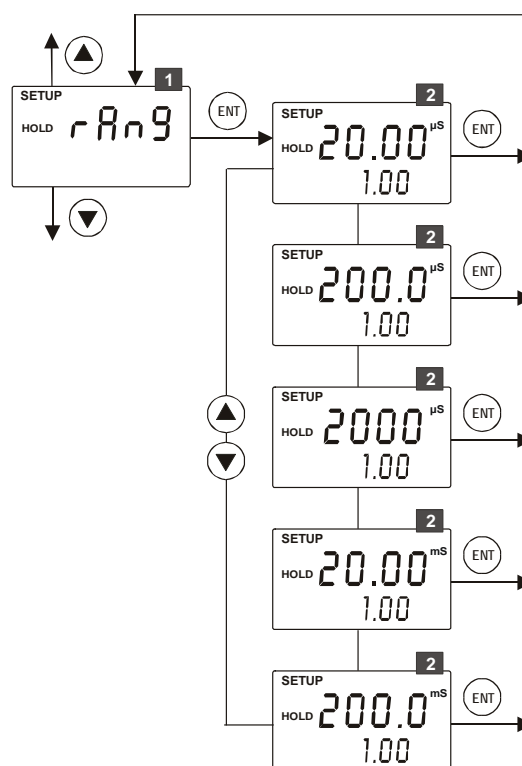 1
SETUP
HOLD rAng
ENT
2
SETUP
HOLD 20.00 µS
1.00
ENT
2
SETUP
HOLD 200.0 µS
1.00
ENT
2
SETUP
HOLD 2000 µS
1.00
ENT
2
SETUP
HOLD 20.00 mS
1.00
ENT
2
SETUP
HOLD 200.0 mS
1.00
ENT